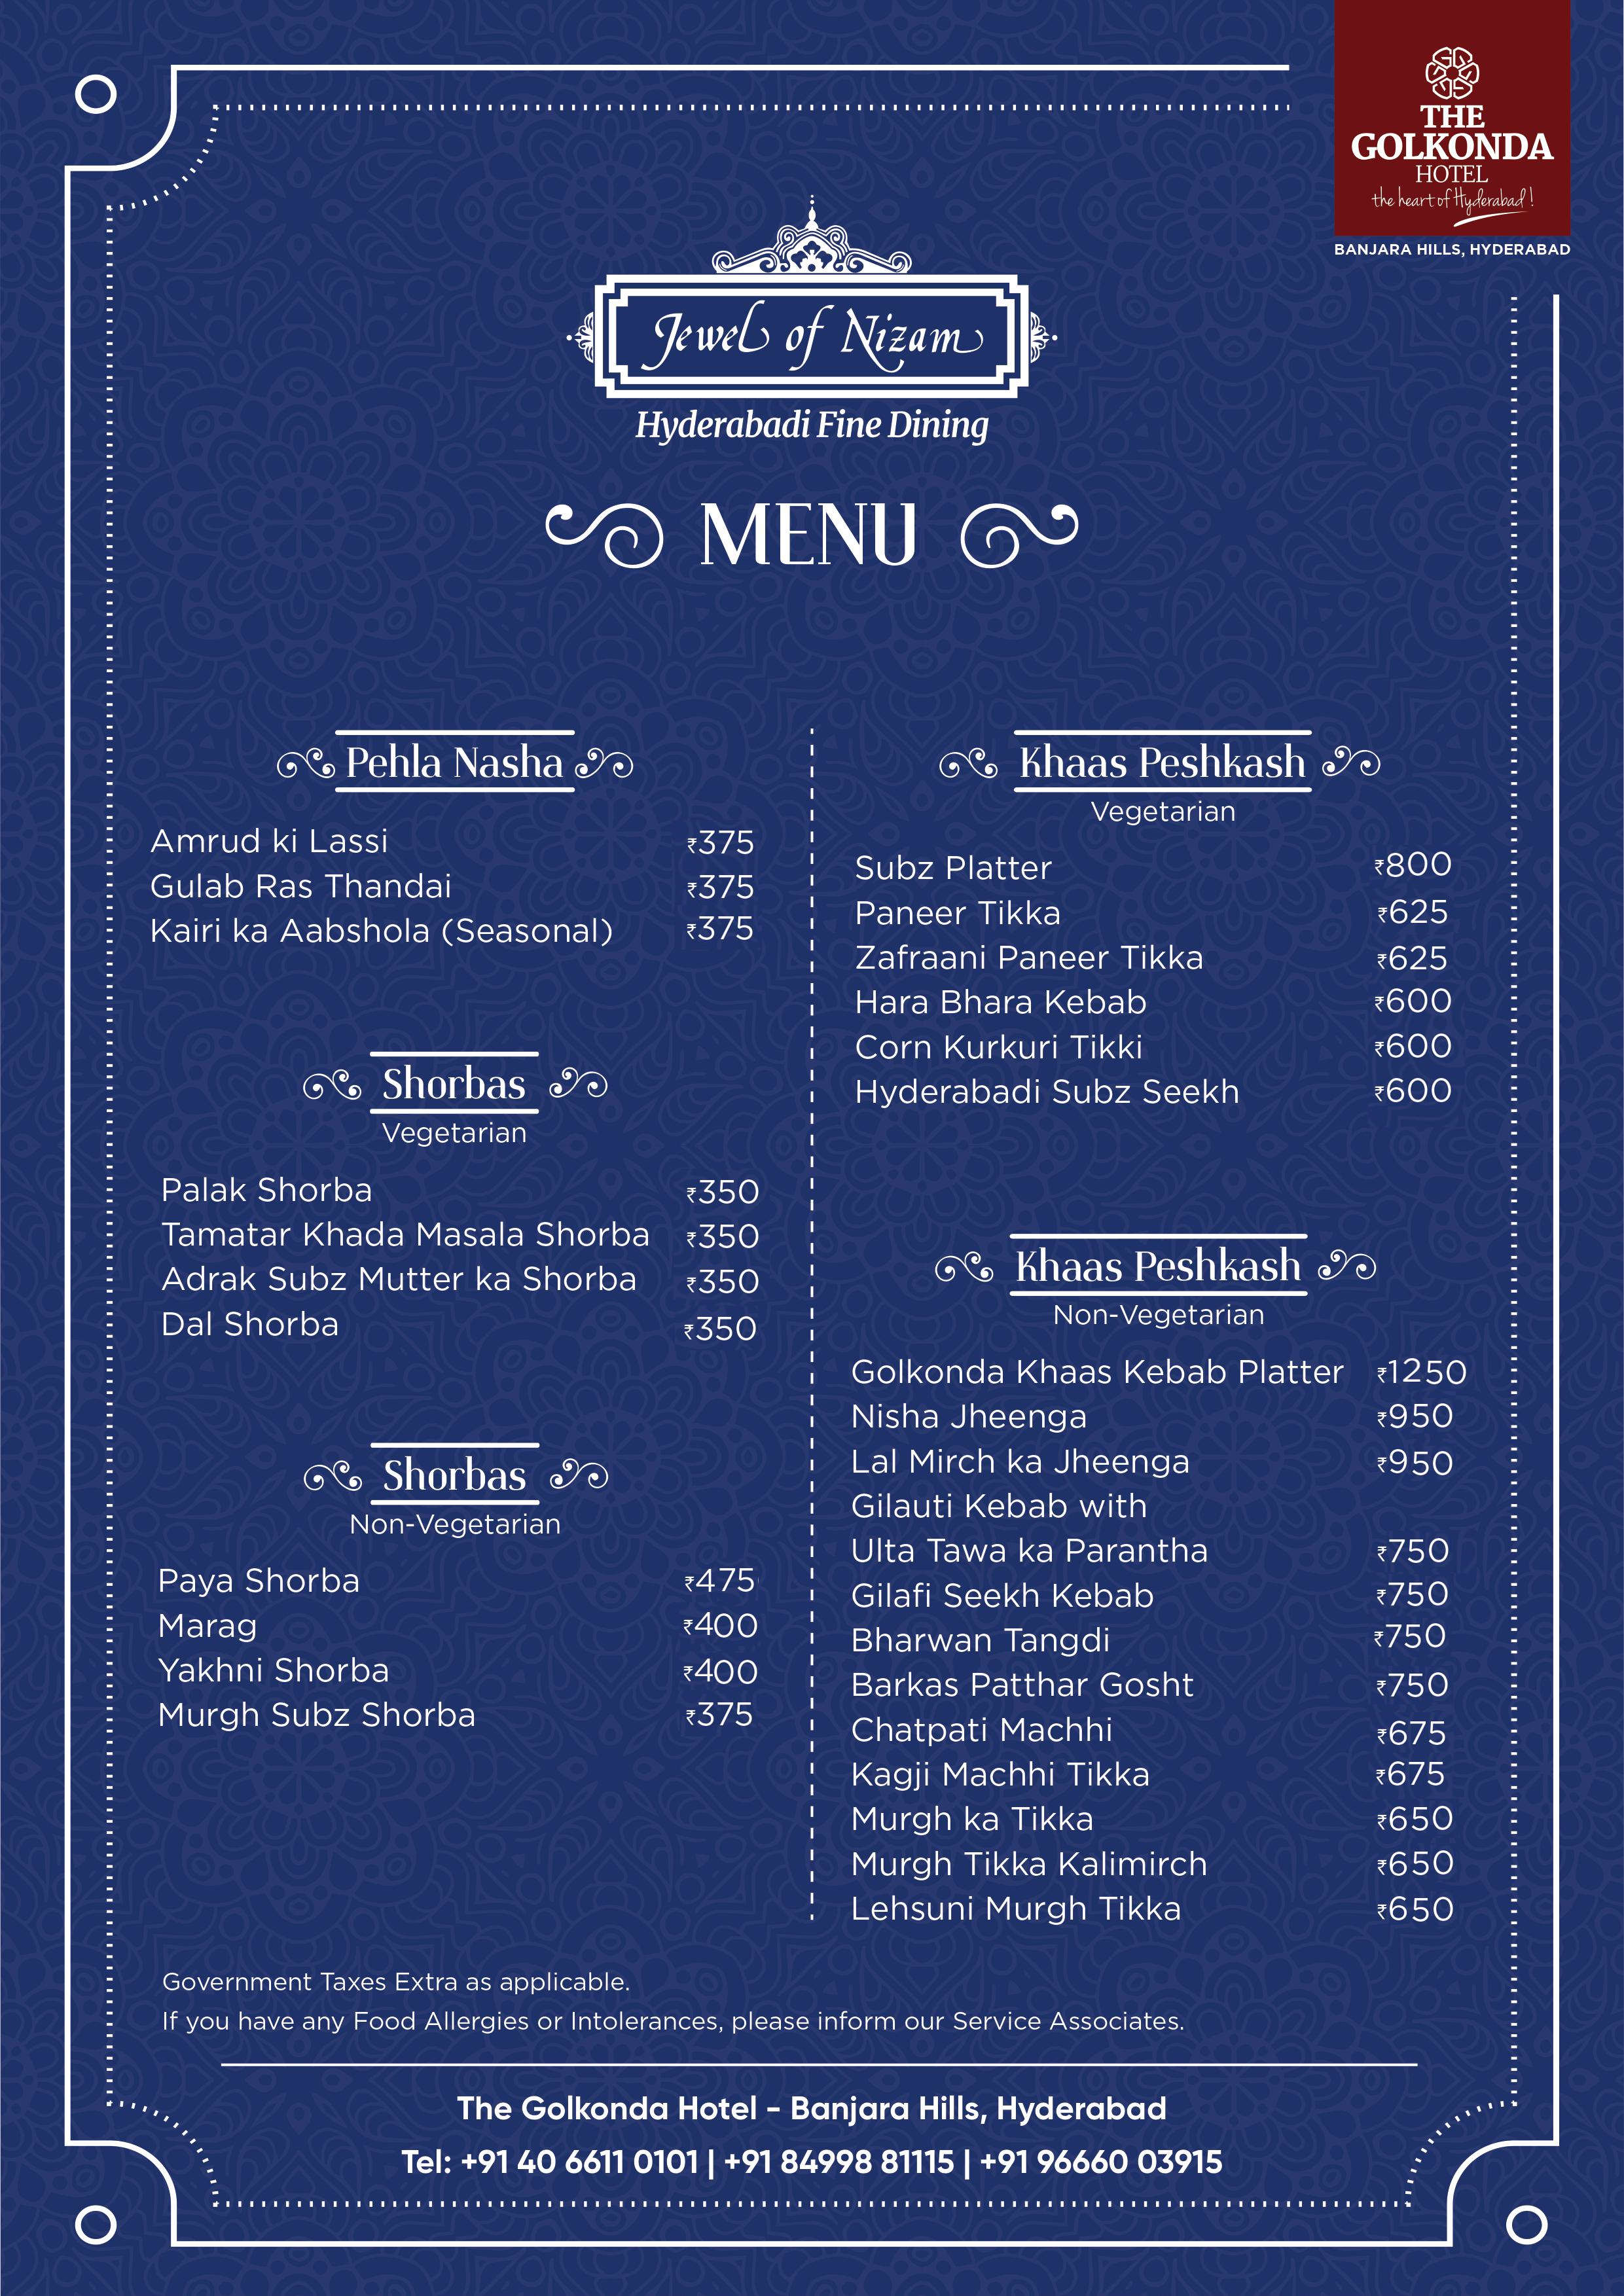 THE
GOLKONDA
HOTEL
the heart of Hyderabad!
BANJARA HILLS, HYDERABAD
Jewel of Nizam
Hyderabadi Fine Dining
MENU
Pehla Nasha
Amrud ki Lassi ₹375
Gulab Ras Thandai ₹375
Kairi ka Aabshola (Seasonal) ₹375
Shorbas
Vegetarian
Palak Shorba ₹350
Tamatar Khada Masala Shorba ₹350
Adrak Subz Mutter ka Shorba ₹350
Dal Shorba ₹350
Shorbas
Non-Vegetarian
Paya Shorba ₹475
Marag ₹400
Yakhni Shorba ₹400
Murgh Subz Shorba ₹375
Khaas Peshkash
Vegetarian
Subz Platter ₹800
Paneer Tikka ₹625
Zafraani Paneer Tikka ₹625
Hara Bhara Kebab ₹600
Corn Kurkuri Tikki ₹600
Hyderabadi Subz Seekh ₹600
Khaas Peshkash
Non-Vegetarian
Golkonda Khaas Kebab Platter ₹1250
Nisha Jheenga ₹950
Lal Mirch ka Jheenga ₹950
Gilauti Kebab with
Ulta Tawa ka Parantha ₹750
Gilafi Seekh Kebab ₹750
Bharwan Tangdi ₹750
Barkas Patthar Gosht ₹750
Chatpati Machhi ₹675
Kagji Machhi Tikka ₹675
Murgh ka Tikka ₹650
Murgh Tikka Kalimirch ₹650
Lehsuni Murgh Tikka ₹650
Government Taxes Extra as applicable.
If you have any Food Allergies or Intolerances, please inform our Service Associates.
The Golkonda Hotel - Banjara Hills, Hyderabad
Tel: +91 40 6611 0101 | +91 84998 81115 | +91 96660 03915